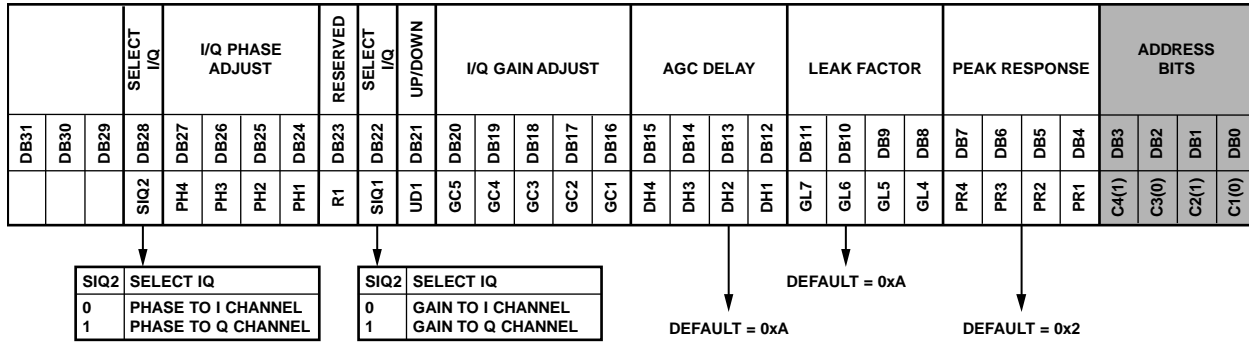 SELECT I/Q
I/Q PHASE ADJUST
RESERVED
SELECT I/Q
UP/DOWN
I/Q GAIN ADJUST
AGC DELAY
LEAK FACTOR
PEAK RESPONSE
ADDRESS BITS
DB31 DB30 DB29 DB28 DB27 DB26 DB25 DB24 DB23 DB22 DB21 DB20 DB19 DB18 DB17 DB16 DB15 DB14 DB13 DB12 DB11 DB10 DB9 DB8 DB7 DB6 DB5 DB4 DB3 DB2 DB1 DB0
SIQ2 PH4 PH3 PH2 PH1 R1 SIQ1 UD1 GC5 GC4 GC3 GC2 GC1 DH4 DH3 DH2 DH1 GL7 GL6 GL5 GL4 PR4 PR3 PR2 PR1 C4(1) C3(0) C2(1) C1(0)
SIQ2 SELECT IQ
0 PHASE TO I CHANNEL
1 PHASE TO Q CHANNEL
SIQ2 SELECT IQ
0 GAIN TO I CHANNEL
1 GAIN TO Q CHANNEL
DEFAULT = 0xA
DEFAULT = 0xA
DEFAULT = 0x2